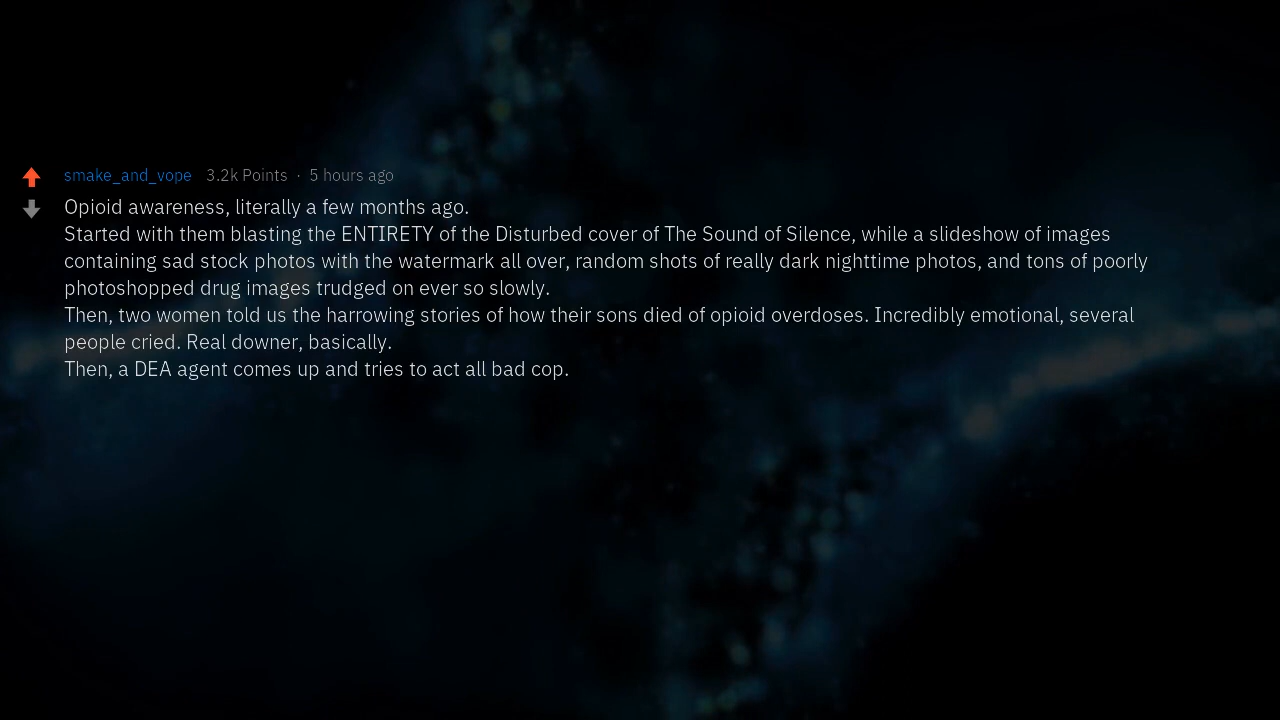 smake_and_vope 3.2k Points · 5 hours ago
Opioid awareness, literally a few months ago.
Started with them blasting the ENTIRETY of the Disturbed cover of The Sound of Silence, while a slideshow of images
containing sad stock photos with the watermark all over, random shots of really dark nighttime photos, and tons of poorly
photoshopped drug images trudged on ever so slowly.
Then, two women told us the harrowing stories of how their sons died of opioid overdoses. Incredibly emotional, several
people cried. Real downer, basically.
Then, a DEA agent comes up and tries to act all bad cop.